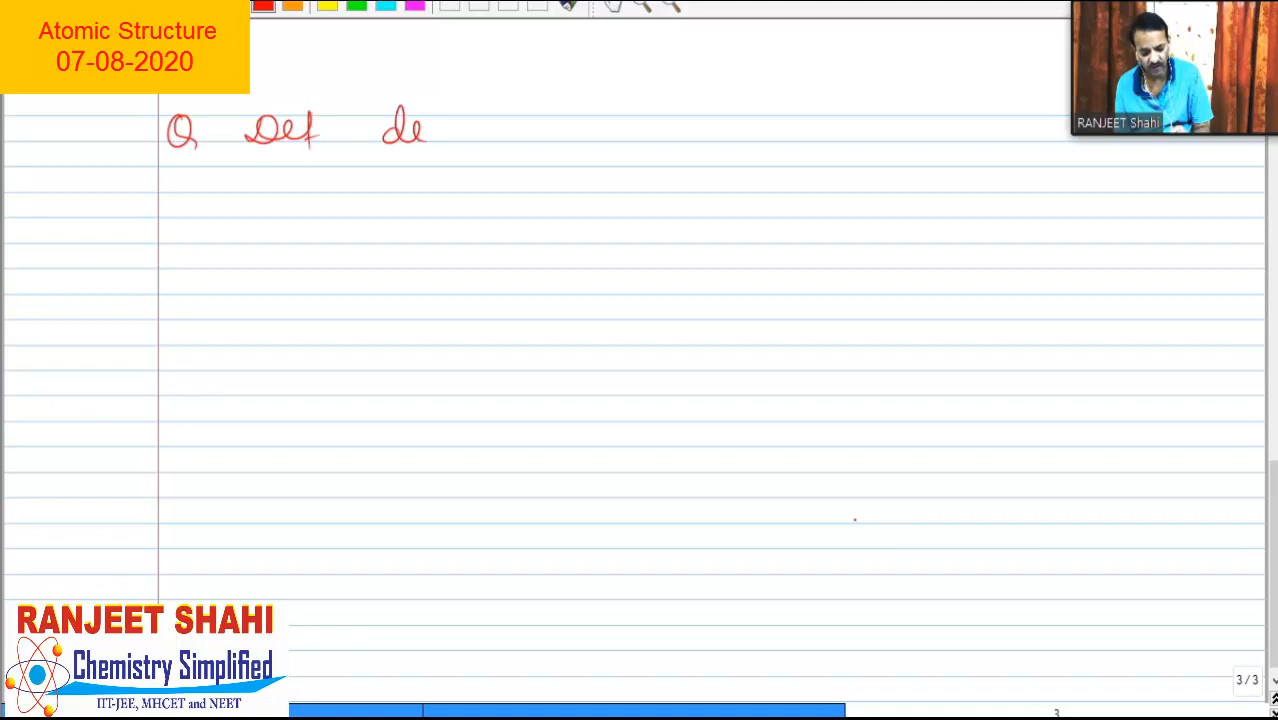 Atomic Structure
07-08-2020
RANJEET Shahi
Q Def de
RANJEET SHAHI
Chemistry Simplified
IIT-JEE, MHCET and NEET
3/3
3